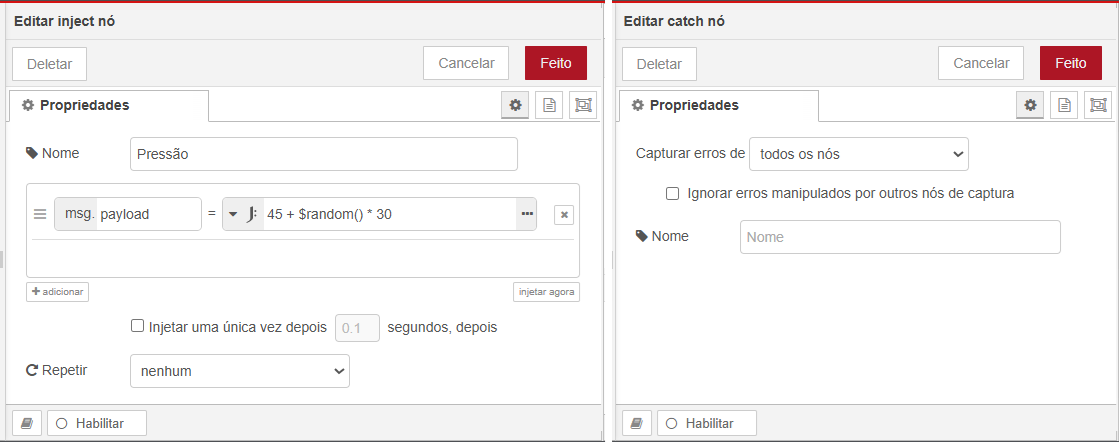 Editar inject nó
Deletar
Cancelar
Feito
Propriedades
Nome
Pressão
msg. payload = J: 45 + $random() * 30 •••
+ adicionar
injetar agora
Injetar uma única vez depois 0.1 segundos, depois
Repetir
nenhum
Habilitar
Editar catch nó
Deletar
Cancelar
Feito
Propriedades
Capturar erros de todos os nós
Ignorar erros manipulados por outros nós de captura
Nome
Nome
Habilitar